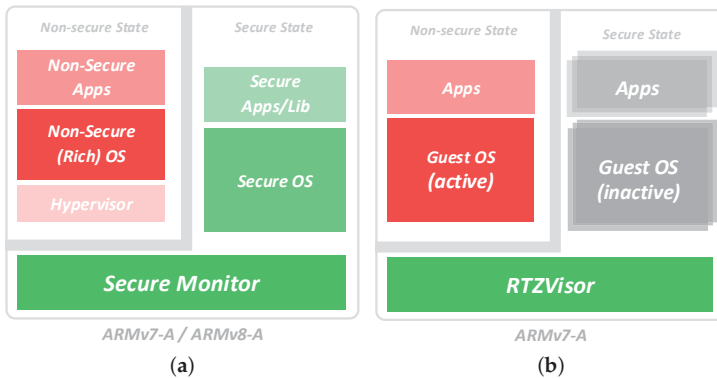 Non-secure State
Secure State
Non-Secure
Apps
Secure
Apps/Lib
Non-Secure
(Rich) OS
Secure OS
Hypervisor
Secure Monitor
ARMv7-A / ARMv8-A
(a)
Non-secure State
Secure State
Apps
Apps
Guest OS
(active)
Guest OS
(inactive)
RTZVisor
ARMv7-A
(b)